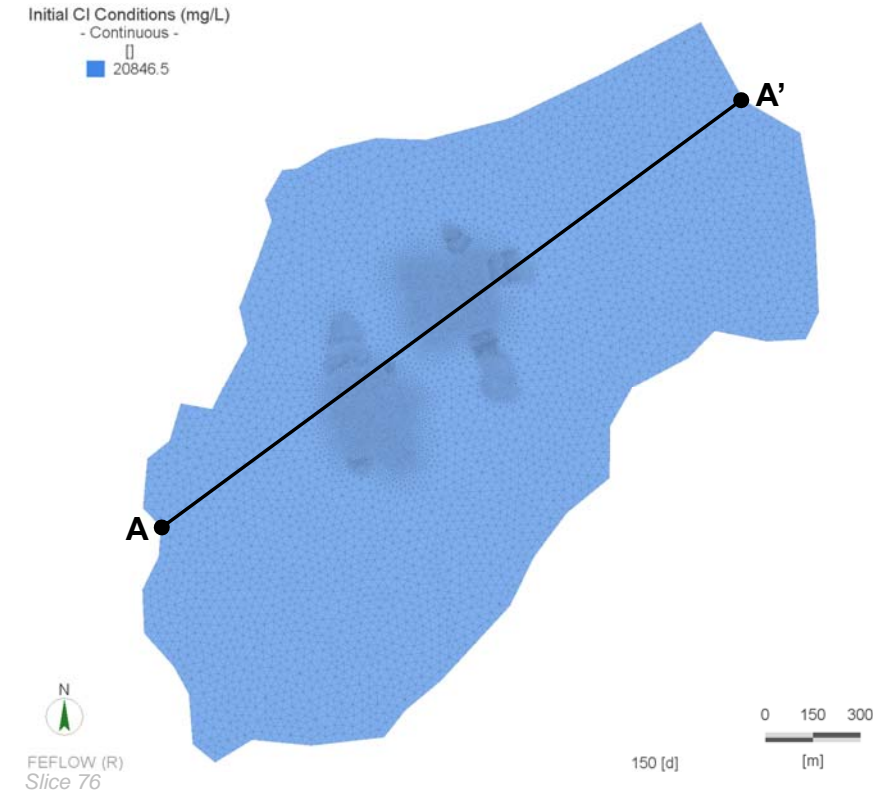 Initial Cl Conditions (mg/L)
- Continuous -
[]
20846.5
A'
A
N
0 150 300
[m]
150 [d]
FEFLOW (R)
Slice 76